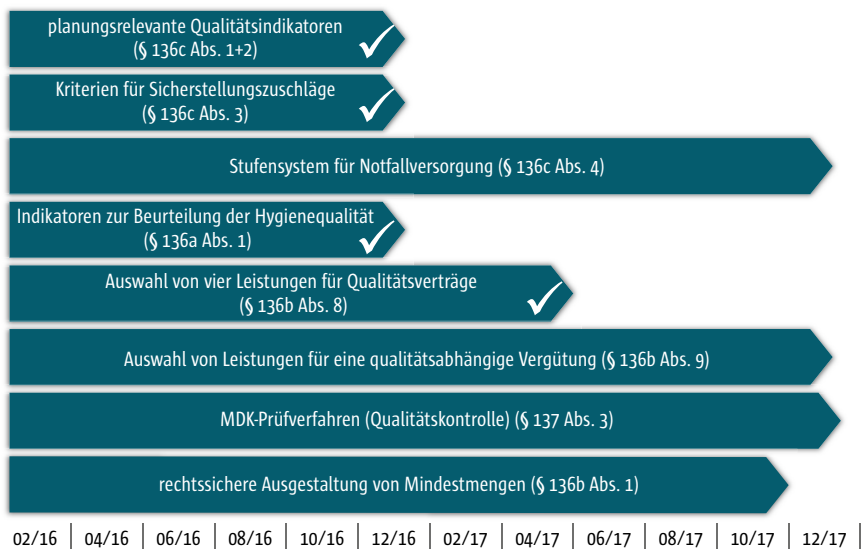 planungsrelevante Qualitätsindikatoren
(§ 136c Abs. 1+2)
Kriterien für Sicherstellungszuschläge
(§ 136c Abs. 3)
Stufensystem für Notfallversorgung (§ 136c Abs. 4)
Indikatoren zur Beurteilung der Hygienequalität
(§ 136a Abs. 1)
Auswahl von vier Leistungen für Qualitätsverträge
(§ 136b Abs. 8)
Auswahl von Leistungen für eine qualitätsabhängige Vergütung (§ 136b Abs. 9)
MDK-Prüfverfahren (Qualitätskontrolle) (§ 137 Abs. 3)
rechtssichere Ausgestaltung von Mindestmengen (§ 136b Abs. 1)
02/16 | 04/16 | 06/16 | 08/16 | 10/16 | 12/16 | 02/17 | 04/17 | 06/17 | 08/17 | 10/17 | 12/17 |